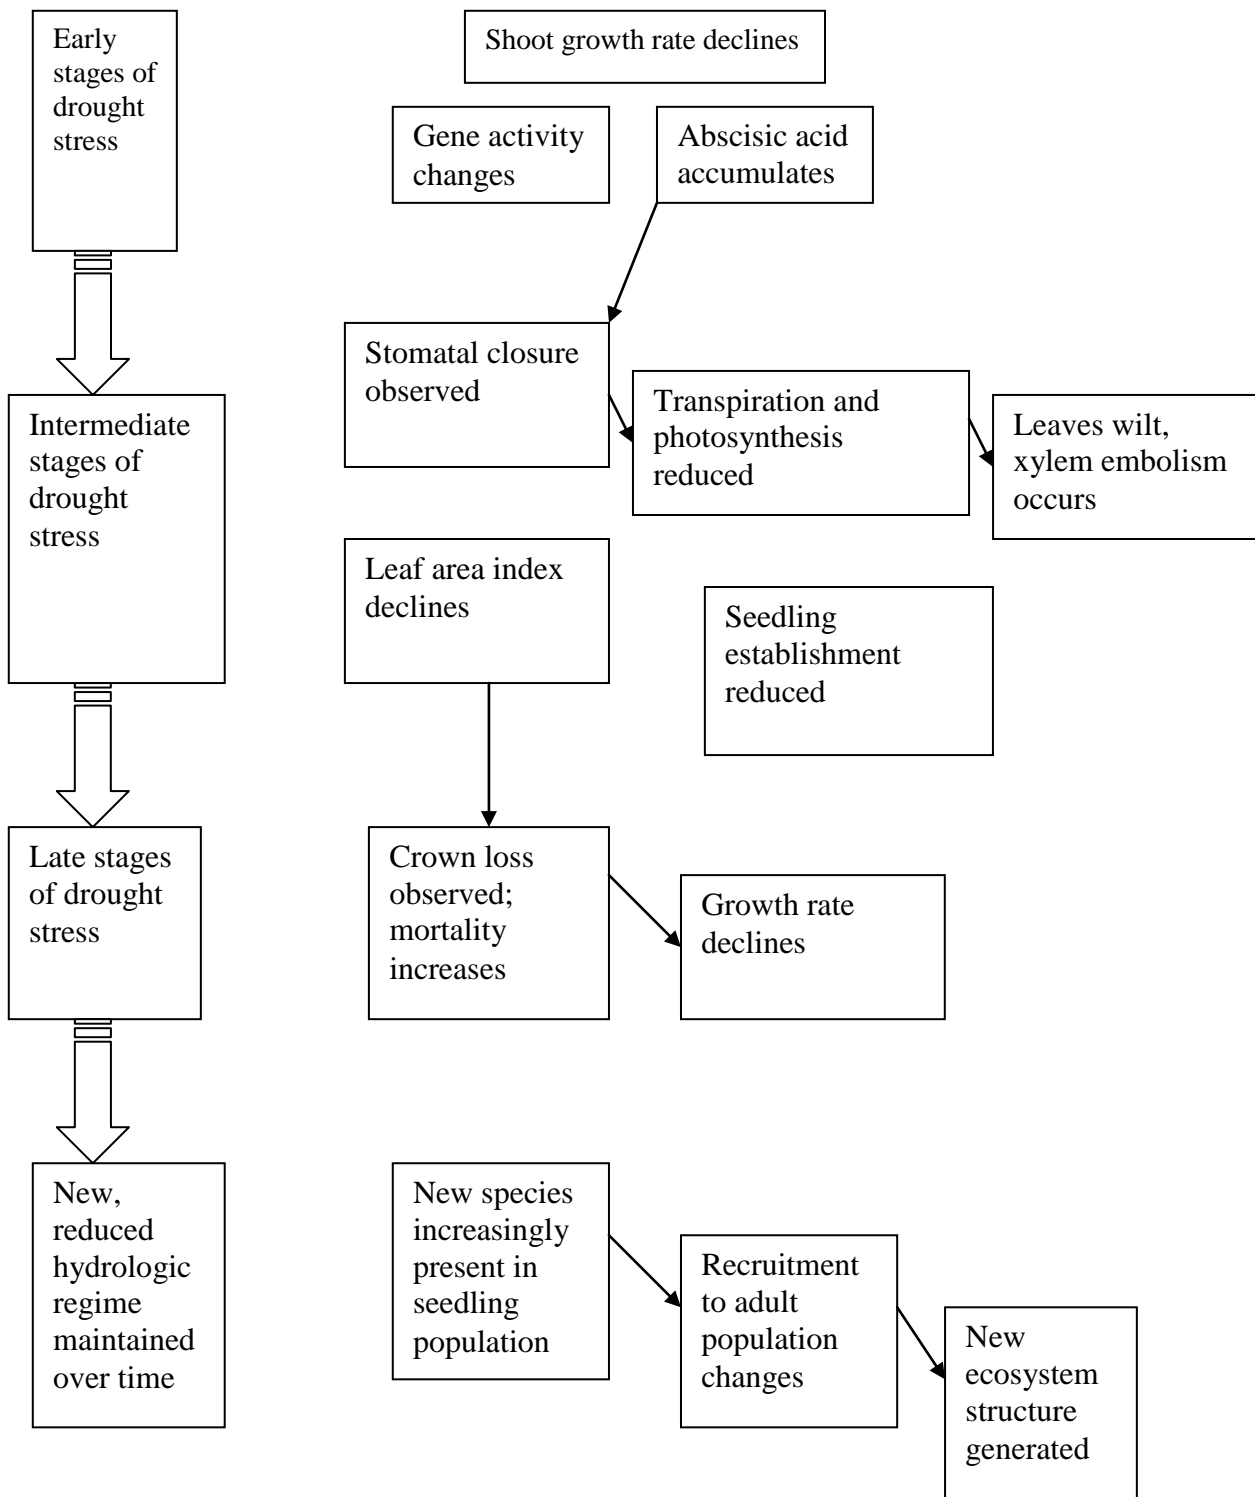 Early
stages of
drought
stress
Shoot growth rate declines
Gene activity
changes
Abscisic acid
accumulates
Intermediate
stages of
drought
stress
Stomatal closure
observed
Transpiration and
photosynthesis
reduced
Leaves wilt,
xylem embolism
occurs
Leaf area index
declines
Seedling
establishment
reduced
Late stages
of drought
stress
Crown loss
observed;
mortality
increases
Growth rate
declines
New,
reduced
hydrologic
regime
maintained
over time
New species
increasingly
present in
seedling
population
Recruitment
to adult
population
changes
New
ecosystem
structure
generated